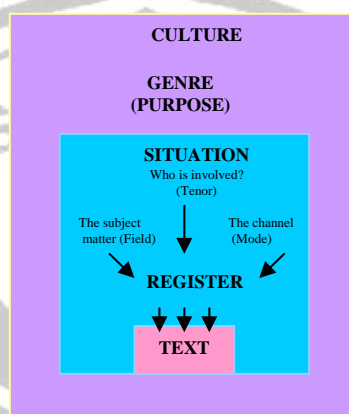 CULTURE
GENRE
(PURPOSE)
SITUATION
Who is involved?
(Tenor)
The subject
matter (Field)
The channel
(Mode)
REGISTER
TEXT